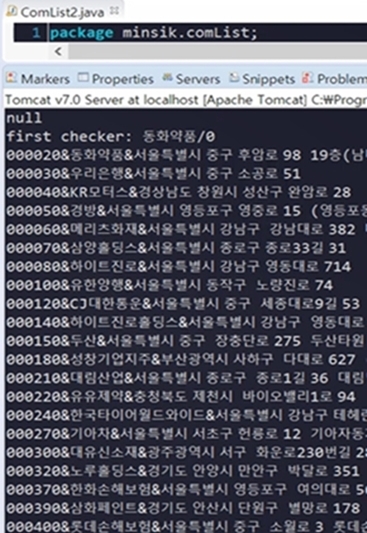 ComList2.java
1 package minsik.comList;
Markers Properties Servers Snippets Problem
Tomcat v7.0 Server at localhost [Apache Tomcat] C:₩Progr
null
first checker: 동화약품/0
000020&동화약품&서울특별시 중구 후암로 98 19층(남
000030&우리은행&서울특별시 중구 소공로 51
000040&KR모터스&경상남도 창원시 성산구 완암로 28
000050&경방&서울특별시 영등포구 영중로 15 (영등포
000060&메리츠화재&서울특별시 강남구 강남대로 382
000070&삼양홀딩스&서울특별시 종로구 종로33길 31
000080&하이트진로&서울특별시 강남구 영동대로 714
000100&유한양행&서울특별시 동작구 노량진로 74
000120&CJ대한통운&서울특별시 중구 세종대로9길 53
000140&하이트진로홀딩스&서울특별시 강남구 영동대로
000150&두산&서울특별시 중구 장충단로 275 두산타워
000180&성창기업지주&부산광역시 사하구 다대로 627
000210&대림산업&서울특별시 종로구 종로1길 36 대림
000220&유유제약&충청북도 제천시 바이오밸리1로 94
000240&한국타이어월드와이드&서울특별시 강남구 테헤란
000270&기아차&서울특별시 서초구 헌릉로 12 기아자동
000300&대유신소재&광주광역시 서구 화운로230번길 2
000320&노루홀딩스&경기도 안양시 만안구 박달로 351
000370&한화손해보험&서울특별시 영등포구 여의대로 5
000390&삼화페인트&경기도 안산시 단원구 별망로 178
000400&롯데손해보험&서울특별시 중구 소월로 3 롯데